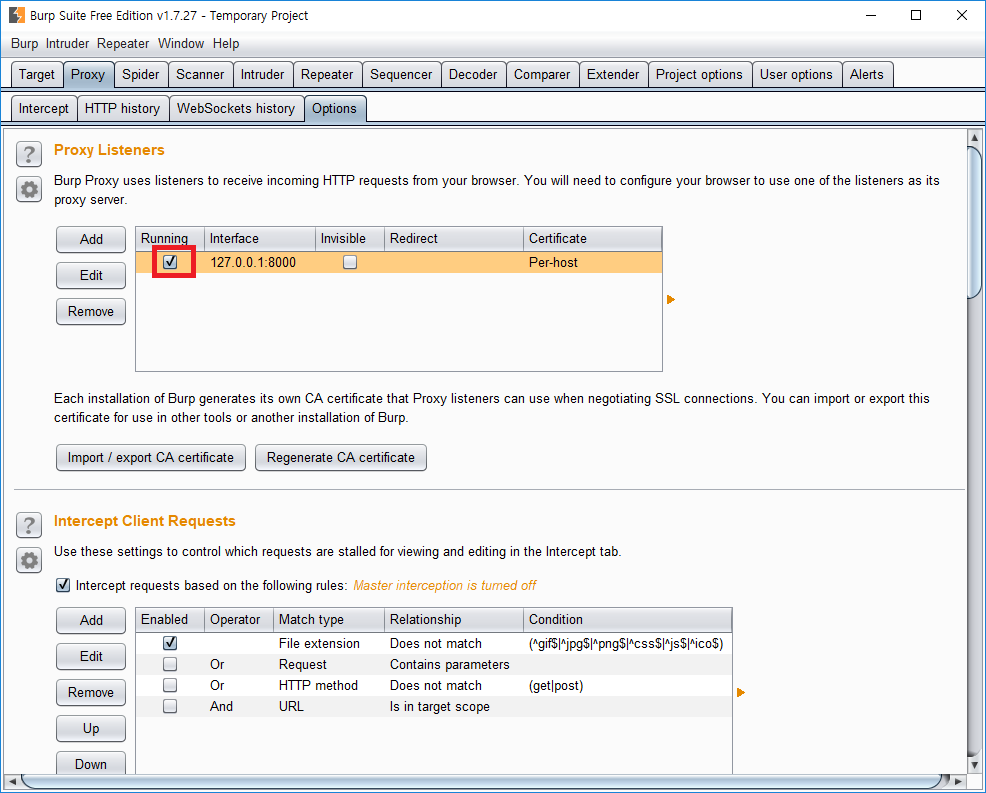 Burp Suite Free Edition v1.7.27 - Temporary Project
Burp Intruder Repeater Window Help
Target Proxy Spider Scanner Intruder Repeater Sequencer Decoder Comparer Extender Project options User options Alerts
Intercept HTTP history WebSockets history Options
? Proxy Listeners
Burp Proxy uses listeners to receive incoming HTTP requests from your browser. You will need to configure your browser to use one of the listeners as its
proxy server.
Add
Edit
Remove
Running Interface Invisible Redirect Certificate
127.0.0.1:8000 Per-host
Each installation of Burp generates its own CA certificate that Proxy listeners can use when negotiating SSL connections. You can import or export this
certificate for use in other tools or another installation of Burp.
Import / export CA certificate Regenerate CA certificate
? Intercept Client Requests
Use these settings to control which requests are stalled for viewing and editing in the Intercept tab.
Intercept requests based on the following rules: Master interception is turned off
Add
Edit
Remove
Up
Down
Enabled Operator Match type Relationship Condition
File extension Does not match (^gif$|^jpg$|^png$|^css$|^js$|^ico$)
Or Request Contains parameters
Or HTTP method Does not match (get|post)
And URL Is in target scope